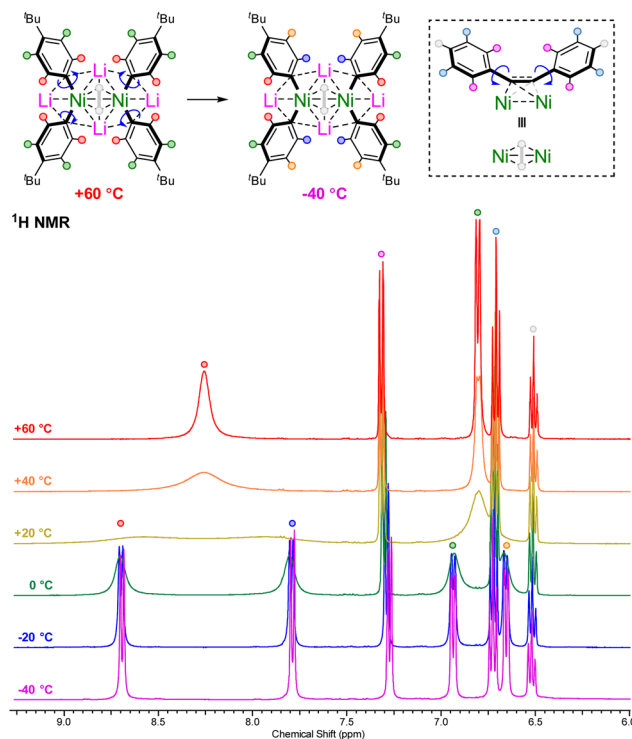 tBu tBu tBu tBu
Li Li
Li Ni Ni Li Li Ni Ni Li
Li Li
tBu tBu tBu tBu
+60 °C -40 °C
Ni Ni
III
Ni Ni
1H NMR
+60 °C
+40 °C
+20 °C
0 °C
-20 °C
-40 °C
9.0 8.5 8.0 7.5 7.0 6.5 6.0
Chemical Shift (ppm)